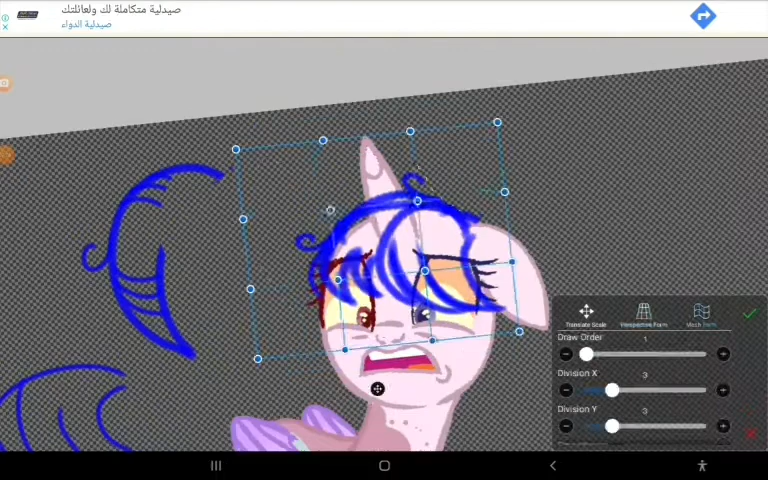 صيدلية متكاملة لك ولعائلتك
صيدلية الدواء
Translate Scale
Perspective Form
Mesh Form
Draw Order
1
Division X
3
Division Y
3